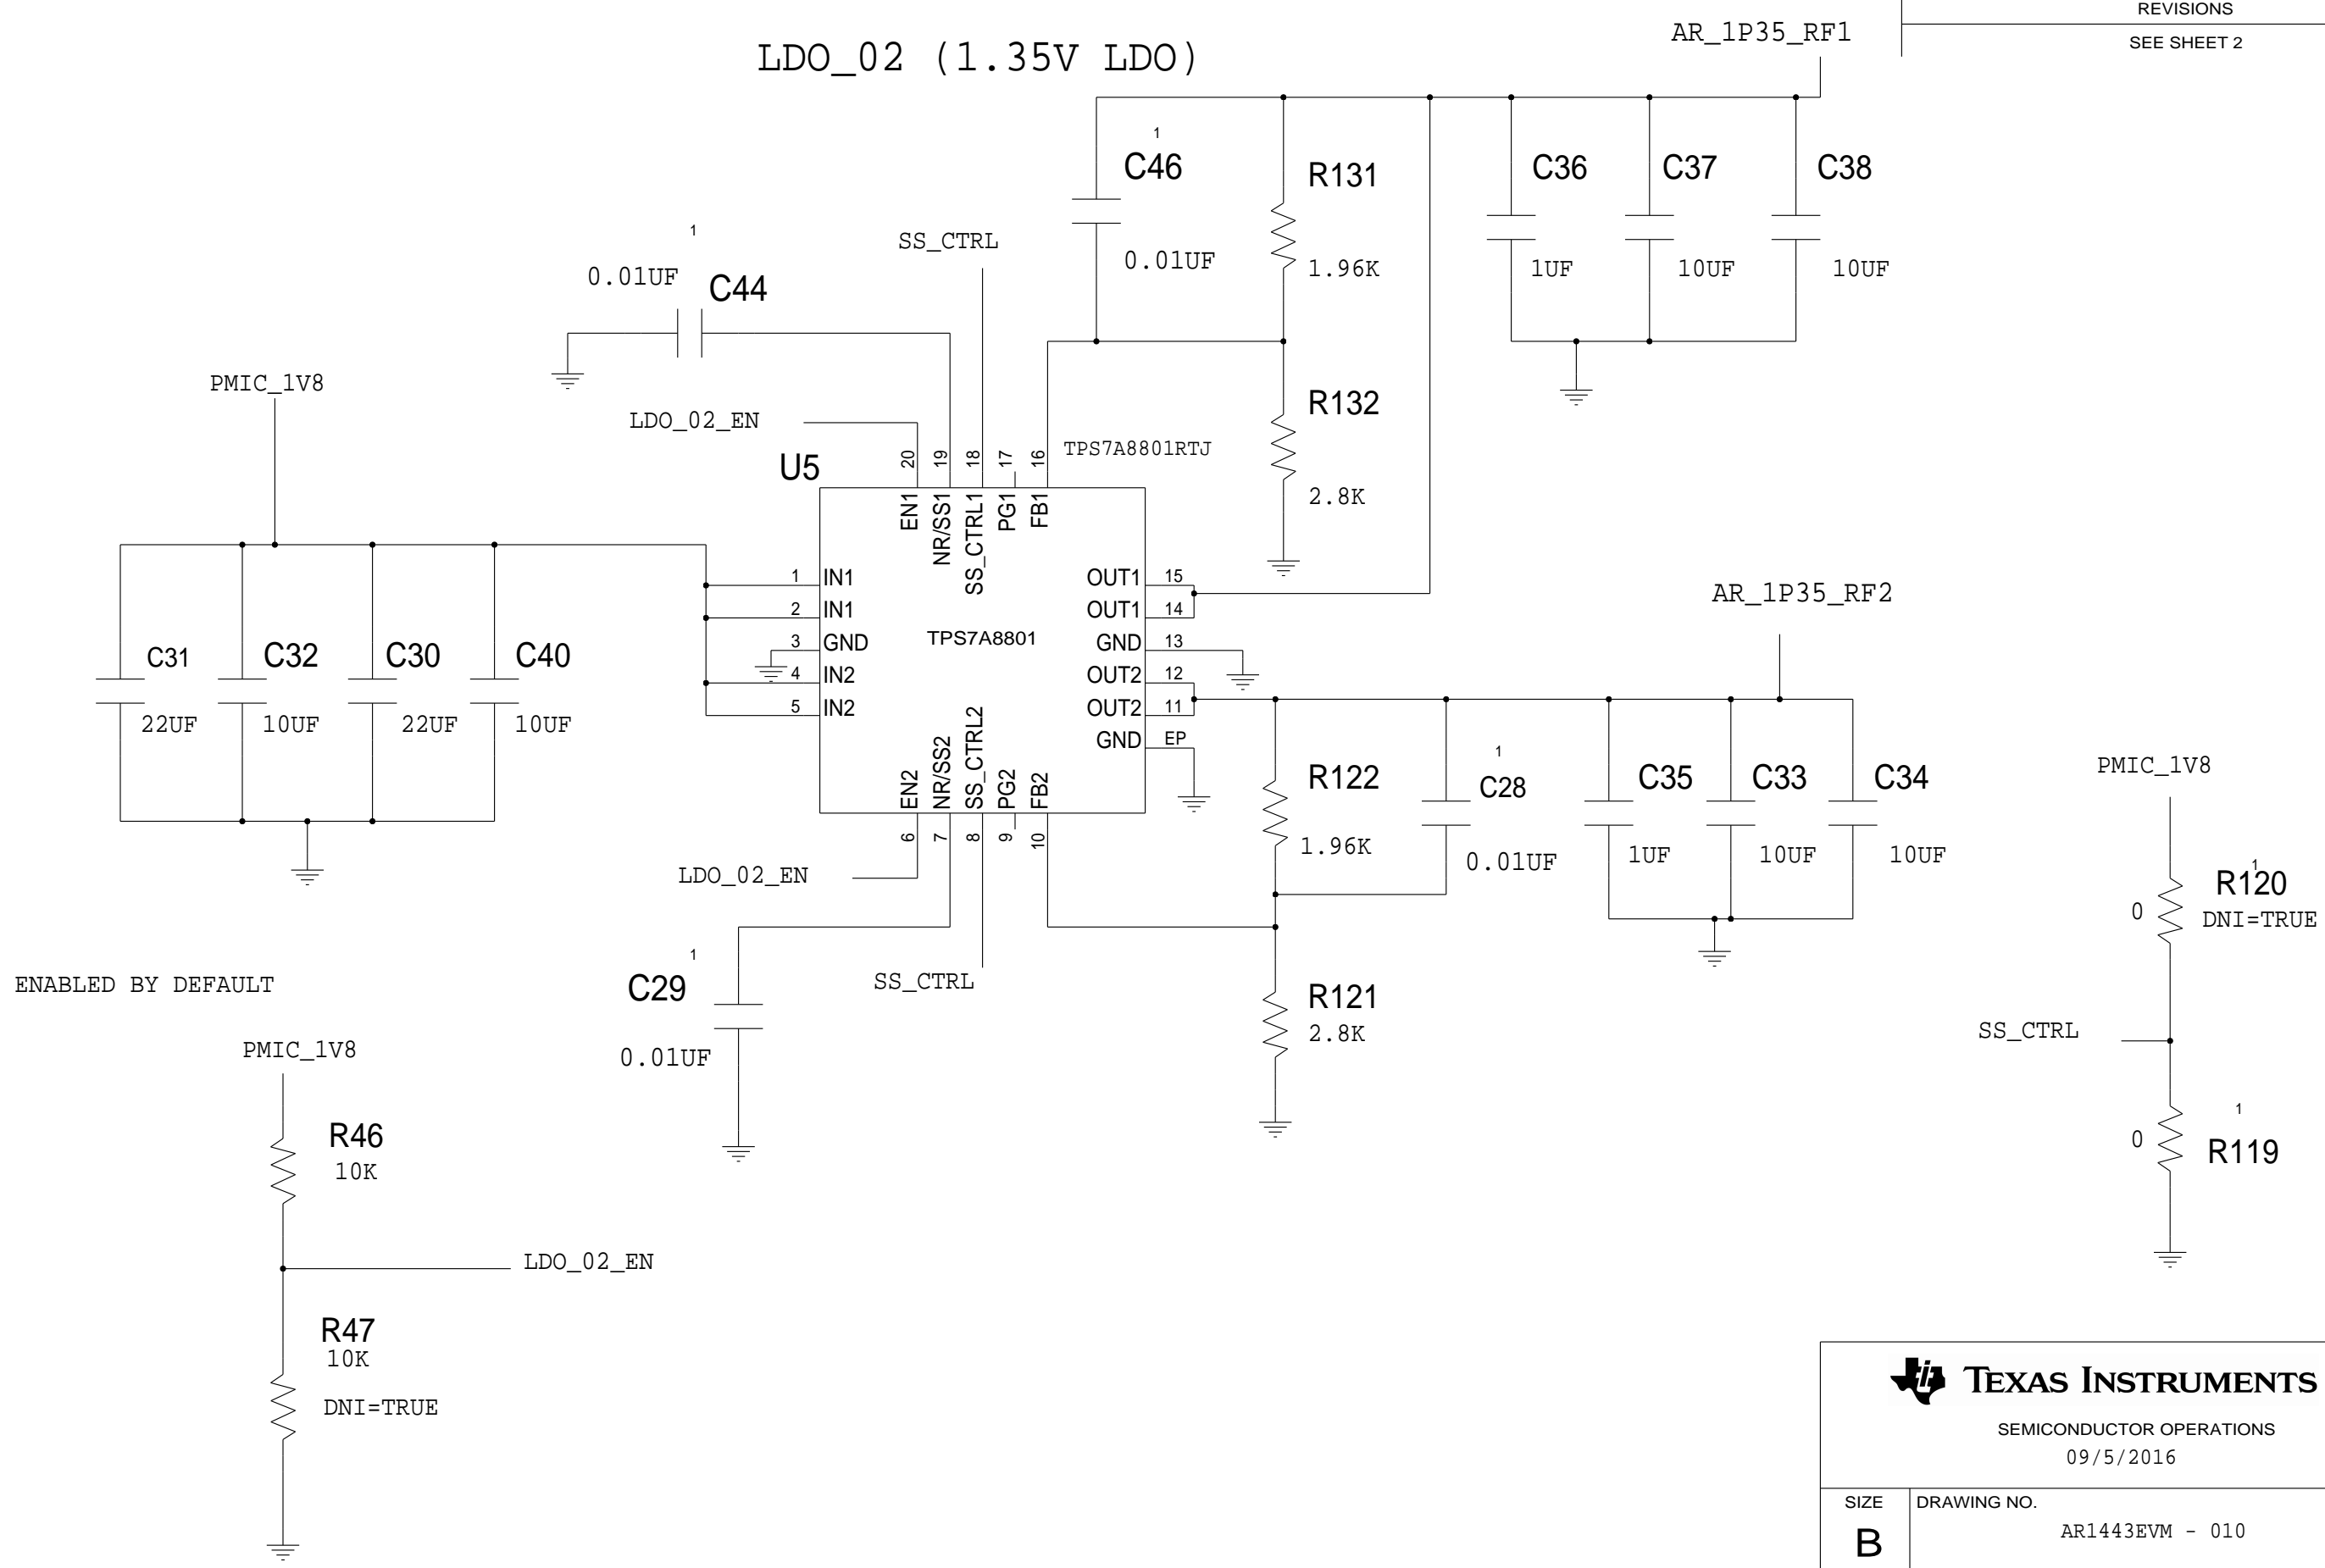 REVISIONS
SEE SHEET 2
AR_1P35_RF1
LDO_02 (1.35V LDO)
1
C46
0.01UF
R131
1.96K
C36
1UF
C37
10UF
C38
10UF
1
0.01UF
C44
SS_CTRL
PMIC_1V8
LDO_02_EN
R132
2.8K
TPS7A8801RTJ
U5
20
19
18
17
16
EN1
NR/SS1
SS_CTRL1
PG1
FB1
1 IN1
2 IN1
3 GND
4 IN2
5 IN2
TPS7A8801
OUT1 15
OUT1 14
GND 13
OUT2 12
OUT2 11
GND EP
EN2
NR/SS2
SS_CTRL2
PG2
FB2
6
7
8
9
10
C31
22UF
C32
10UF
C30
22UF
C40
10UF
AR_1P35_RF2
R122
1.96K
1
C28
0.01UF
C35
1UF
C33
10UF
C34
10UF
PMIC_1V8
1
R120
0
DNI=TRUE
LDO_02_EN
1
C29
0.01UF
SS_CTRL
R121
2.8K
SS_CTRL
1
0
R119
ENABLED BY DEFAULT
PMIC_1V8
R46
10K
LDO_02_EN
R47
10K
DNI=TRUE
TEXAS INSTRUMENTS
SEMICONDUCTOR OPERATIONS
09/5/2016
SIZE
B
DRAWING NO.
AR1443EVM - 010